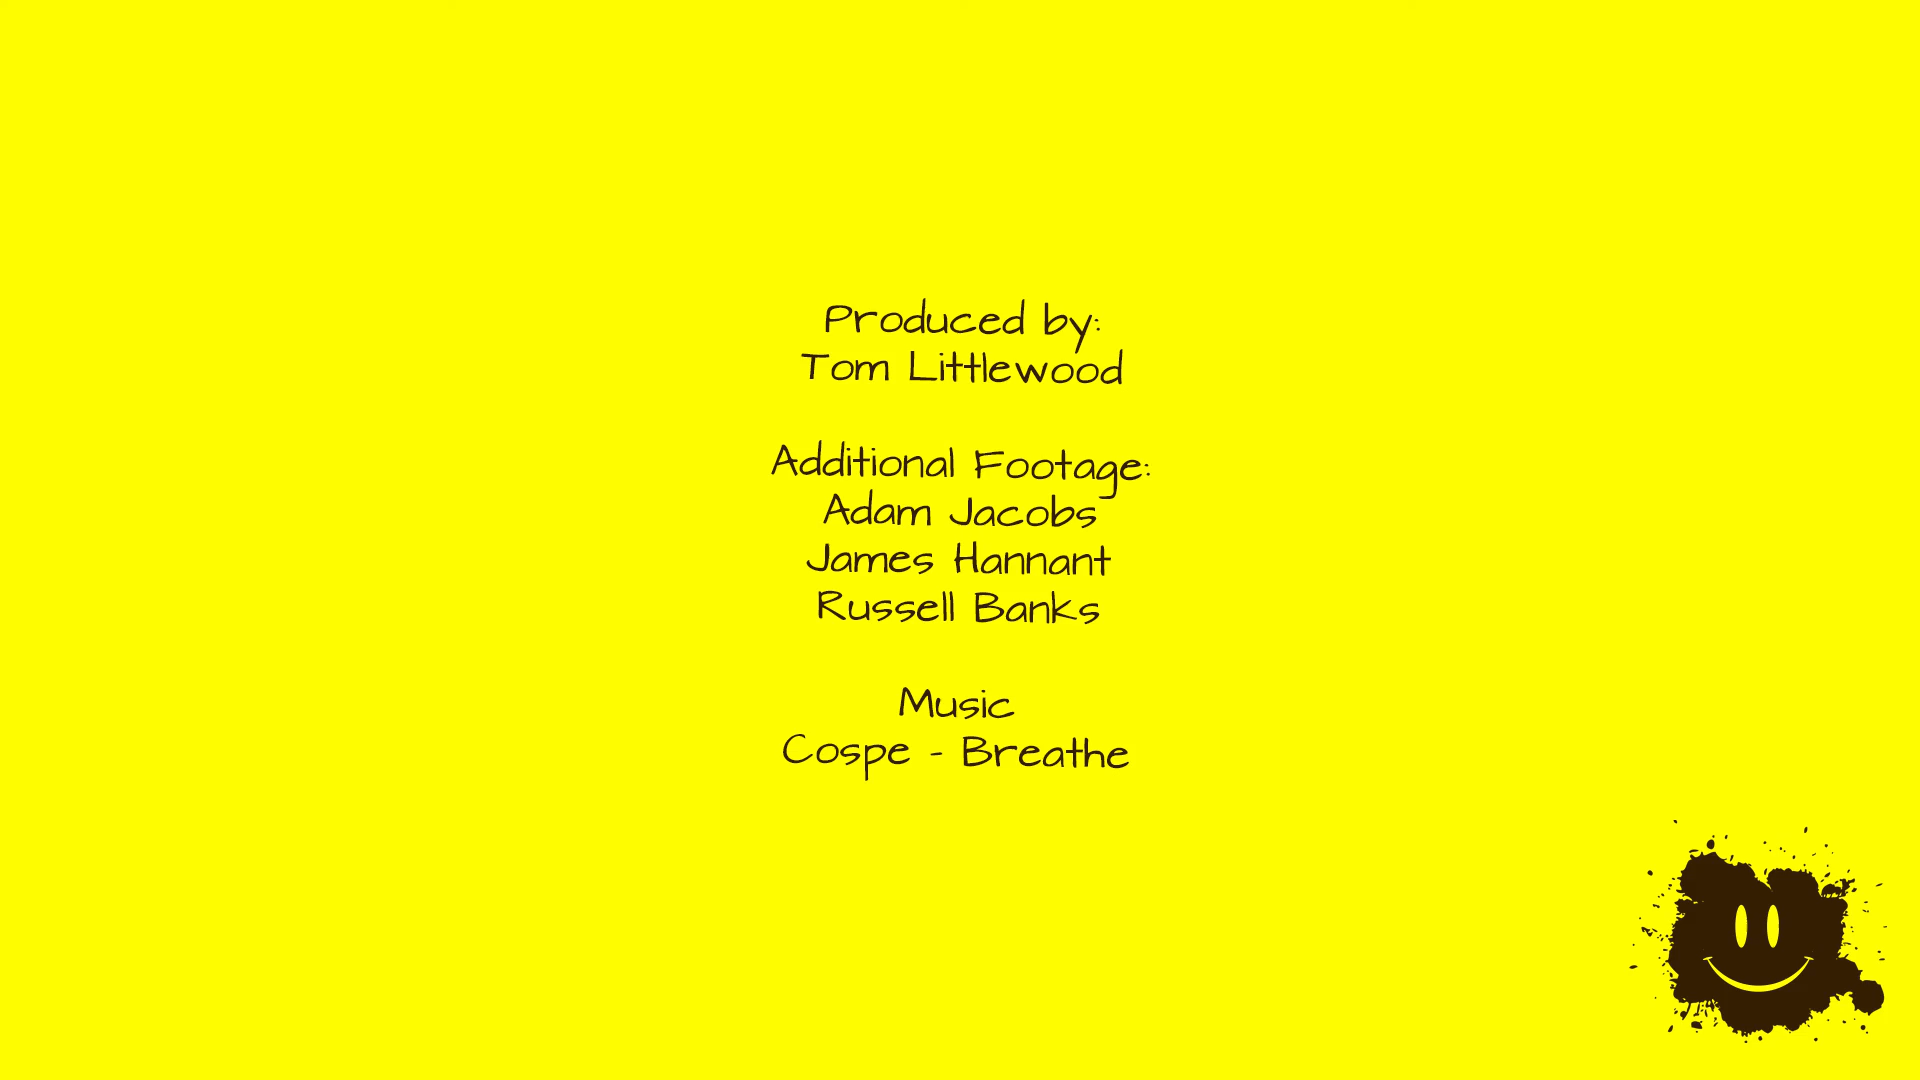 Produced by:
Tom Littlewood
Additional Footage:
Adam Jacobs
James Hannant
Russell Banks
Music
Cospe - Breathe